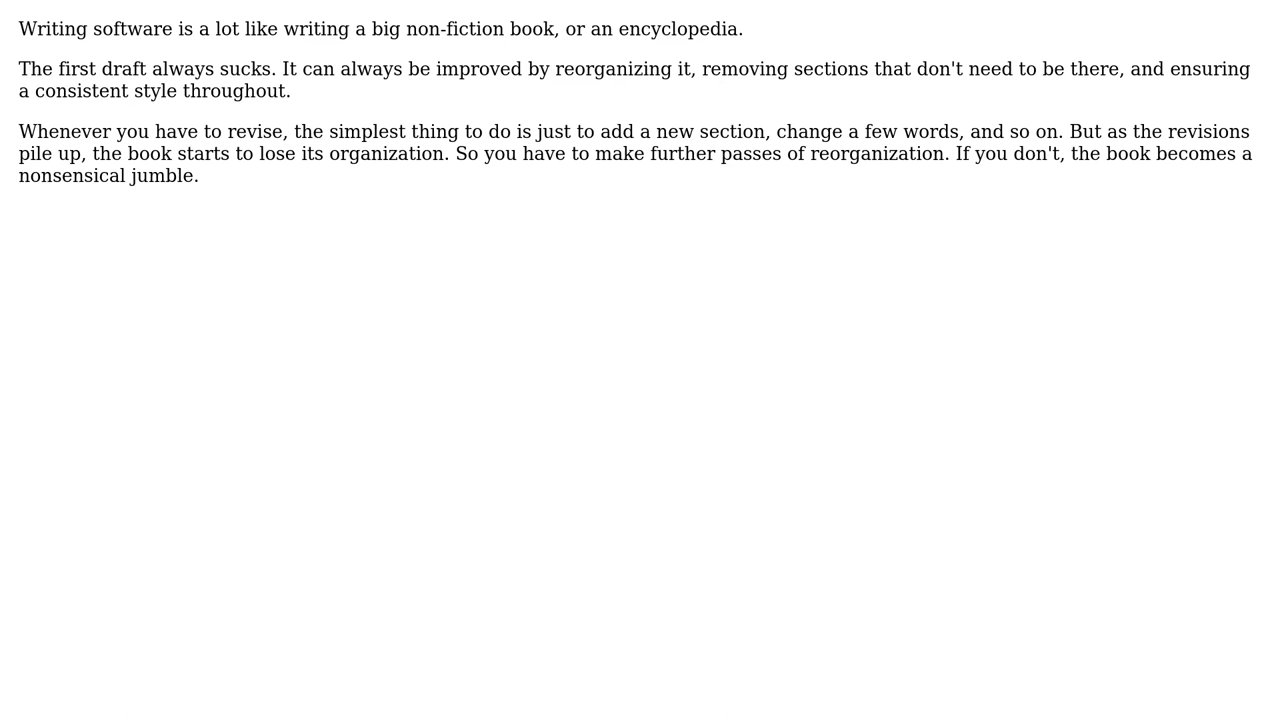 Writing software is a lot like writing a big non-fiction book, or an encyclopedia.
The first draft always sucks. It can always be improved by reorganizing it, removing sections that don't need to be there, and ensuring
a consistent style throughout.
Whenever you have to revise, the simplest thing to do is just to add a new section, change a few words, and so on. But as the revisions
pile up, the book starts to lose its organization. So you have to make further passes of reorganization. If you don't, the book becomes a
nonsensical jumble.